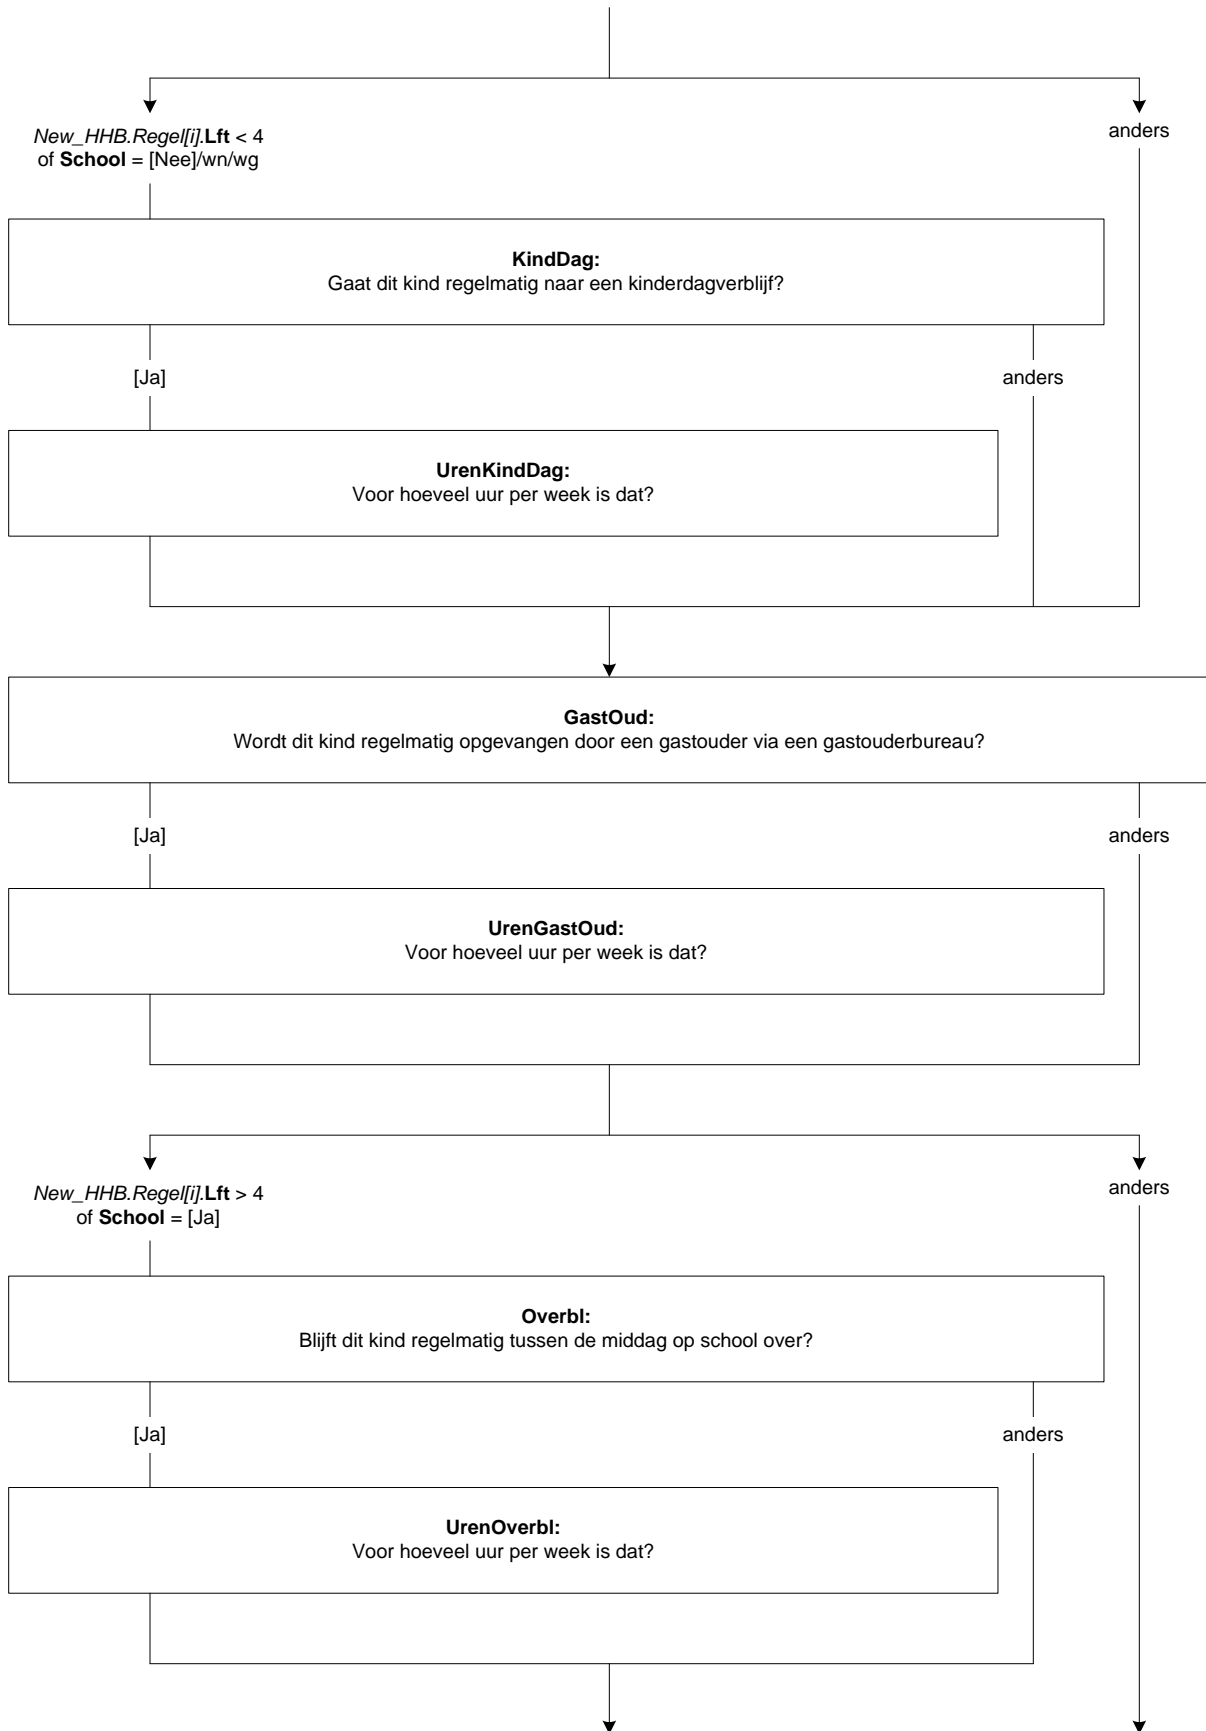 New_HHB.Regel[i].Lft < 4
of School = [Nee]/wn/wg
anders
KindDag:
Gaat dit kind regelmatig naar een kinderdagverblijf?
[Ja]
anders
UrenKindDag:
Voor hoeveel uur per week is dat?
GastOud:
Wordt dit kind regelmatig opgevangen door een gastouder via een gastouderbureau?
[Ja]
anders
UrenGastOud:
Voor hoeveel uur per week is dat?
New_HHB.Regel[i].Lft > 4
of School = [Ja]
anders
Overbl:
Blijft dit kind regelmatig tussen de middag op school over?
[Ja]
anders
UrenOverbl:
Voor hoeveel uur per week is dat?